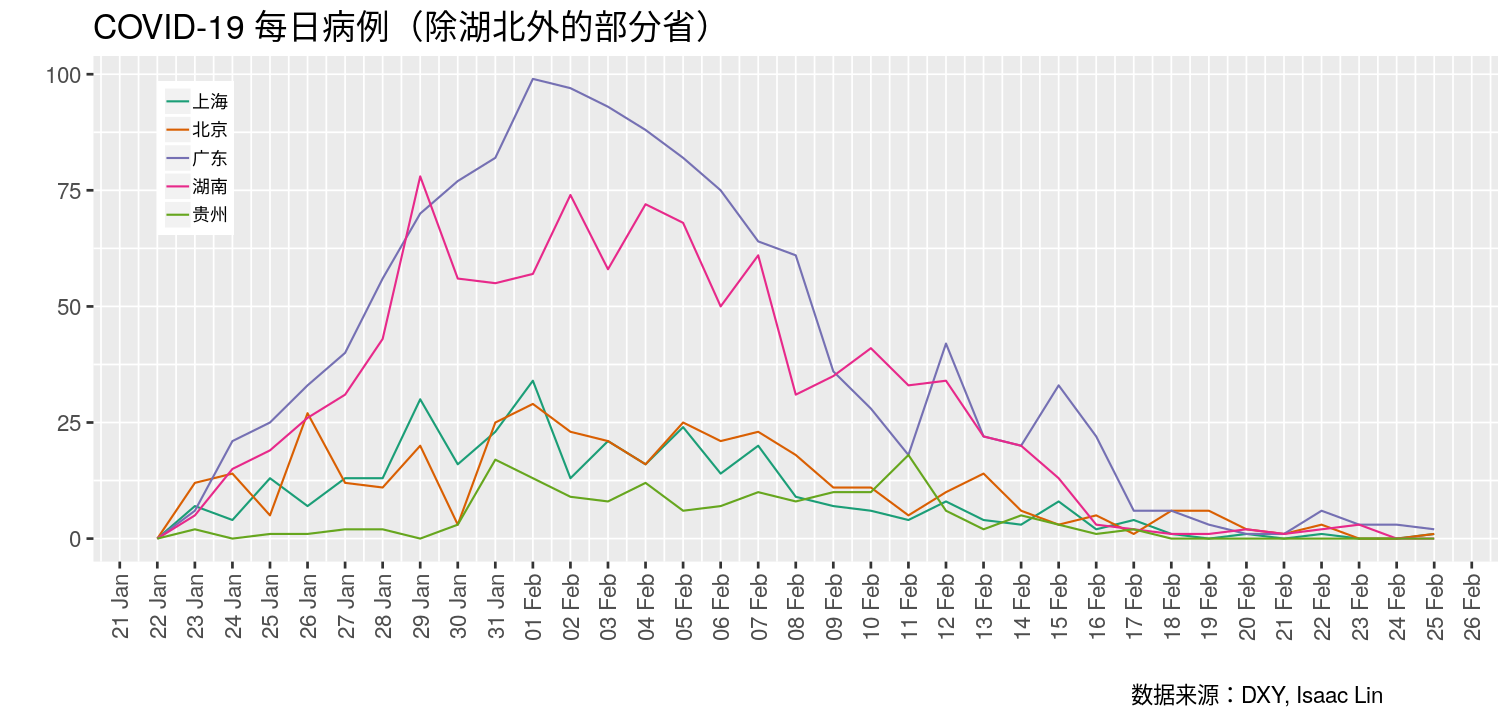 COVID-19 每日病例（除湖北外的部分省）
100
75
50
25
0
上海
北京
广东
湖南
贵州
21 Jan
22 Jan
23 Jan
24 Jan
25 Jan
26 Jan
27 Jan
28 Jan
29 Jan
30 Jan
31 Jan
01 Feb
02 Feb
03 Feb
04 Feb
05 Feb
06 Feb
07 Feb
08 Feb
09 Feb
10 Feb
11 Feb
12 Feb
13 Feb
14 Feb
15 Feb
16 Feb
17 Feb
18 Feb
19 Feb
20 Feb
21 Feb
22 Feb
23 Feb
24 Feb
25 Feb
26 Feb
数据来源：DXY, Isaac Lin